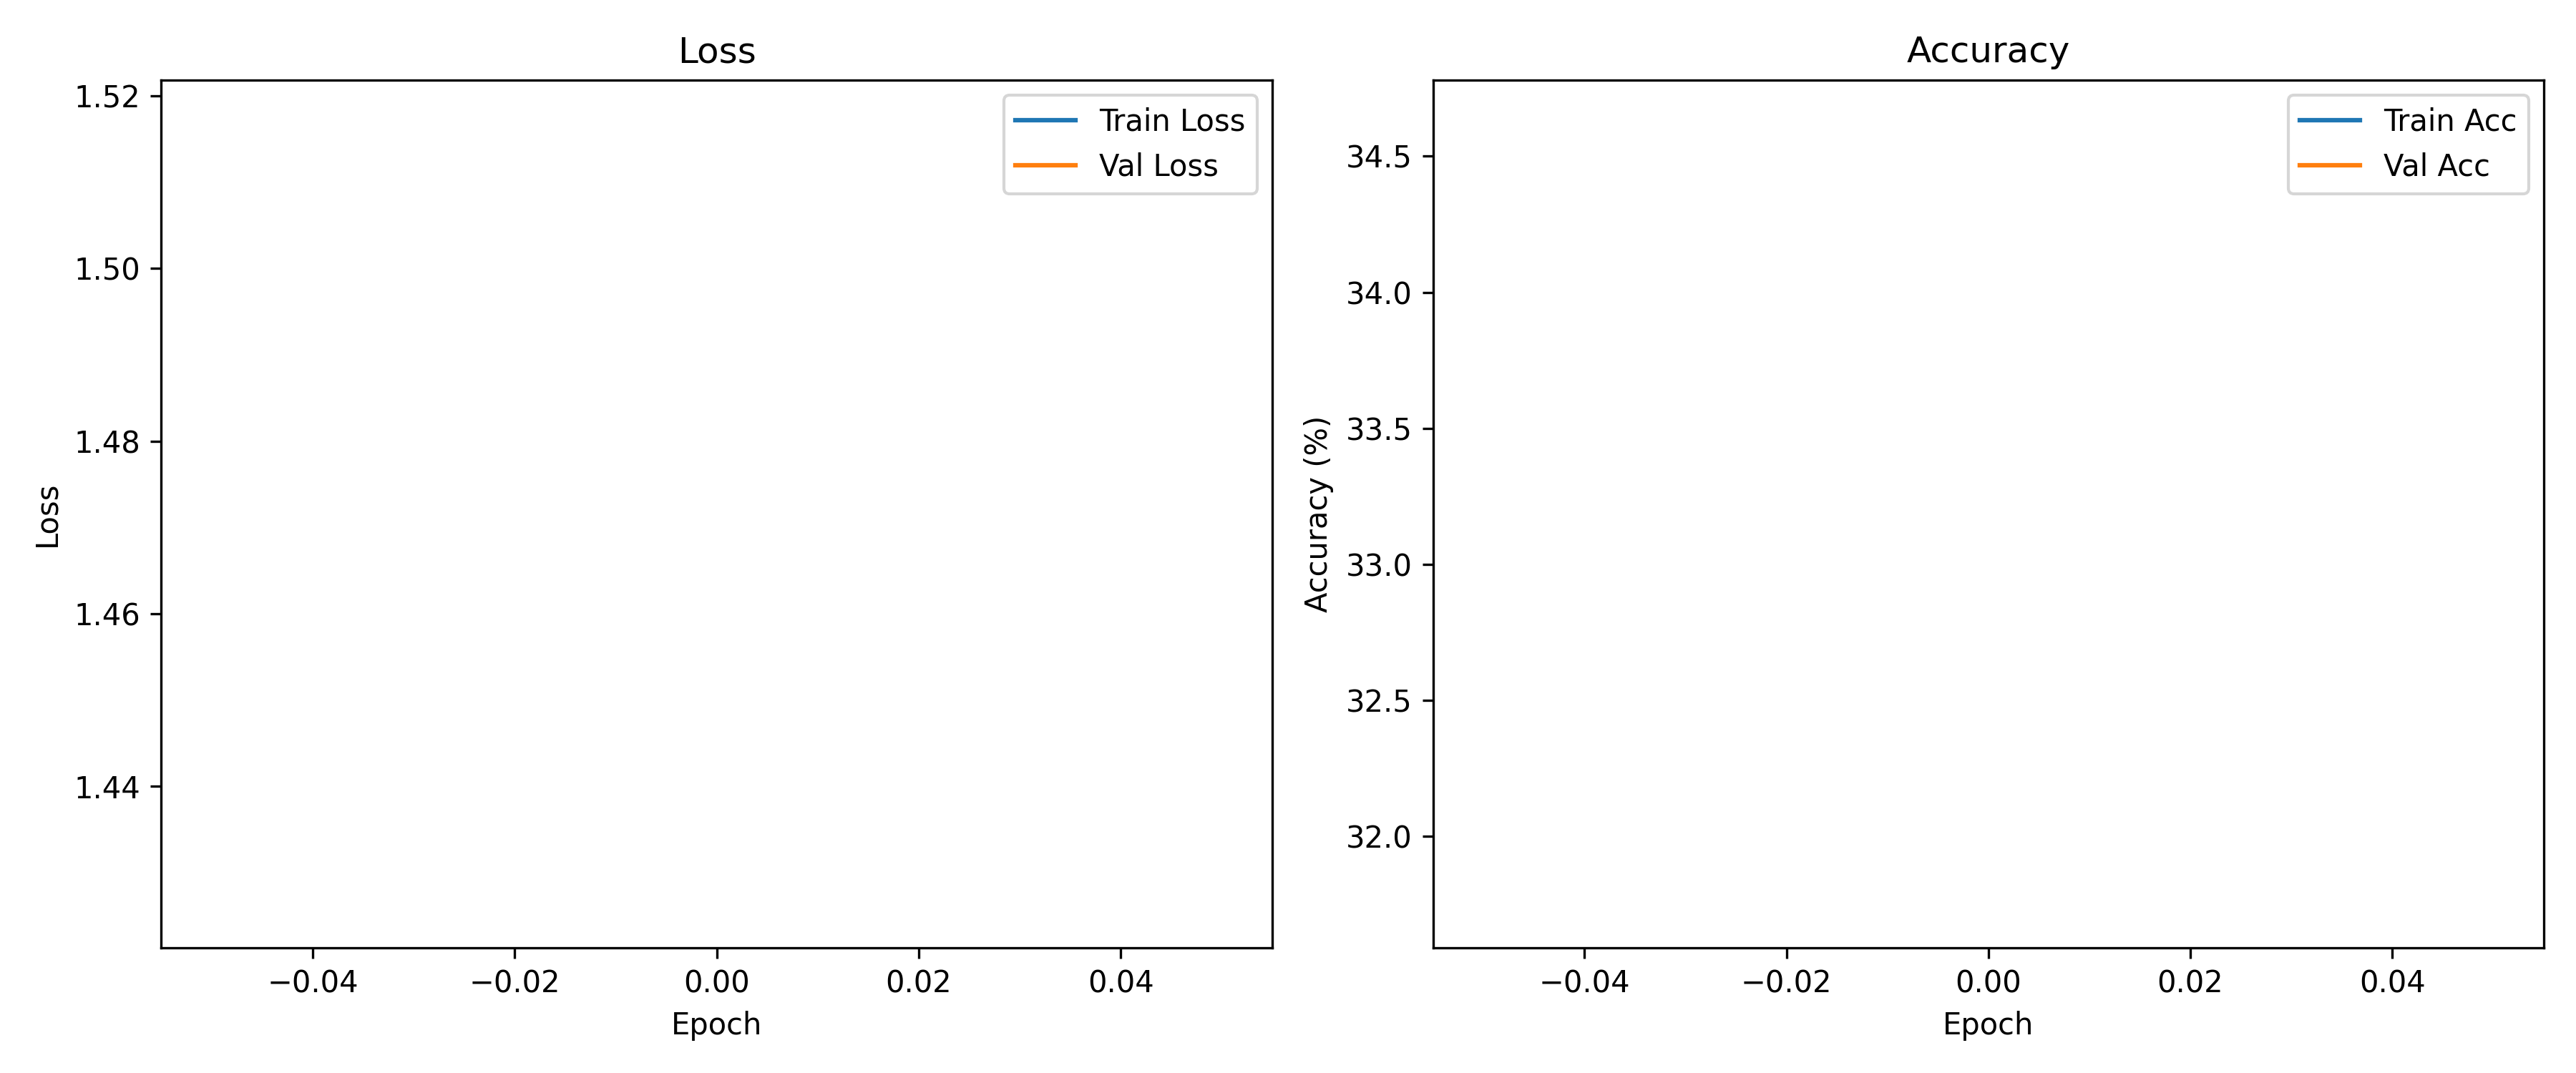 Loss
1.52
1.50
1.48
1.46
1.44
Loss
Train Loss
Val Loss
−0.04 −0.02 0.00 0.02 0.04
Epoch
Accuracy
34.5
34.0
33.5
33.0
32.5
32.0
Accuracy (%)
Train Acc
Val Acc
−0.04 −0.02 0.00 0.02 0.04
Epoch